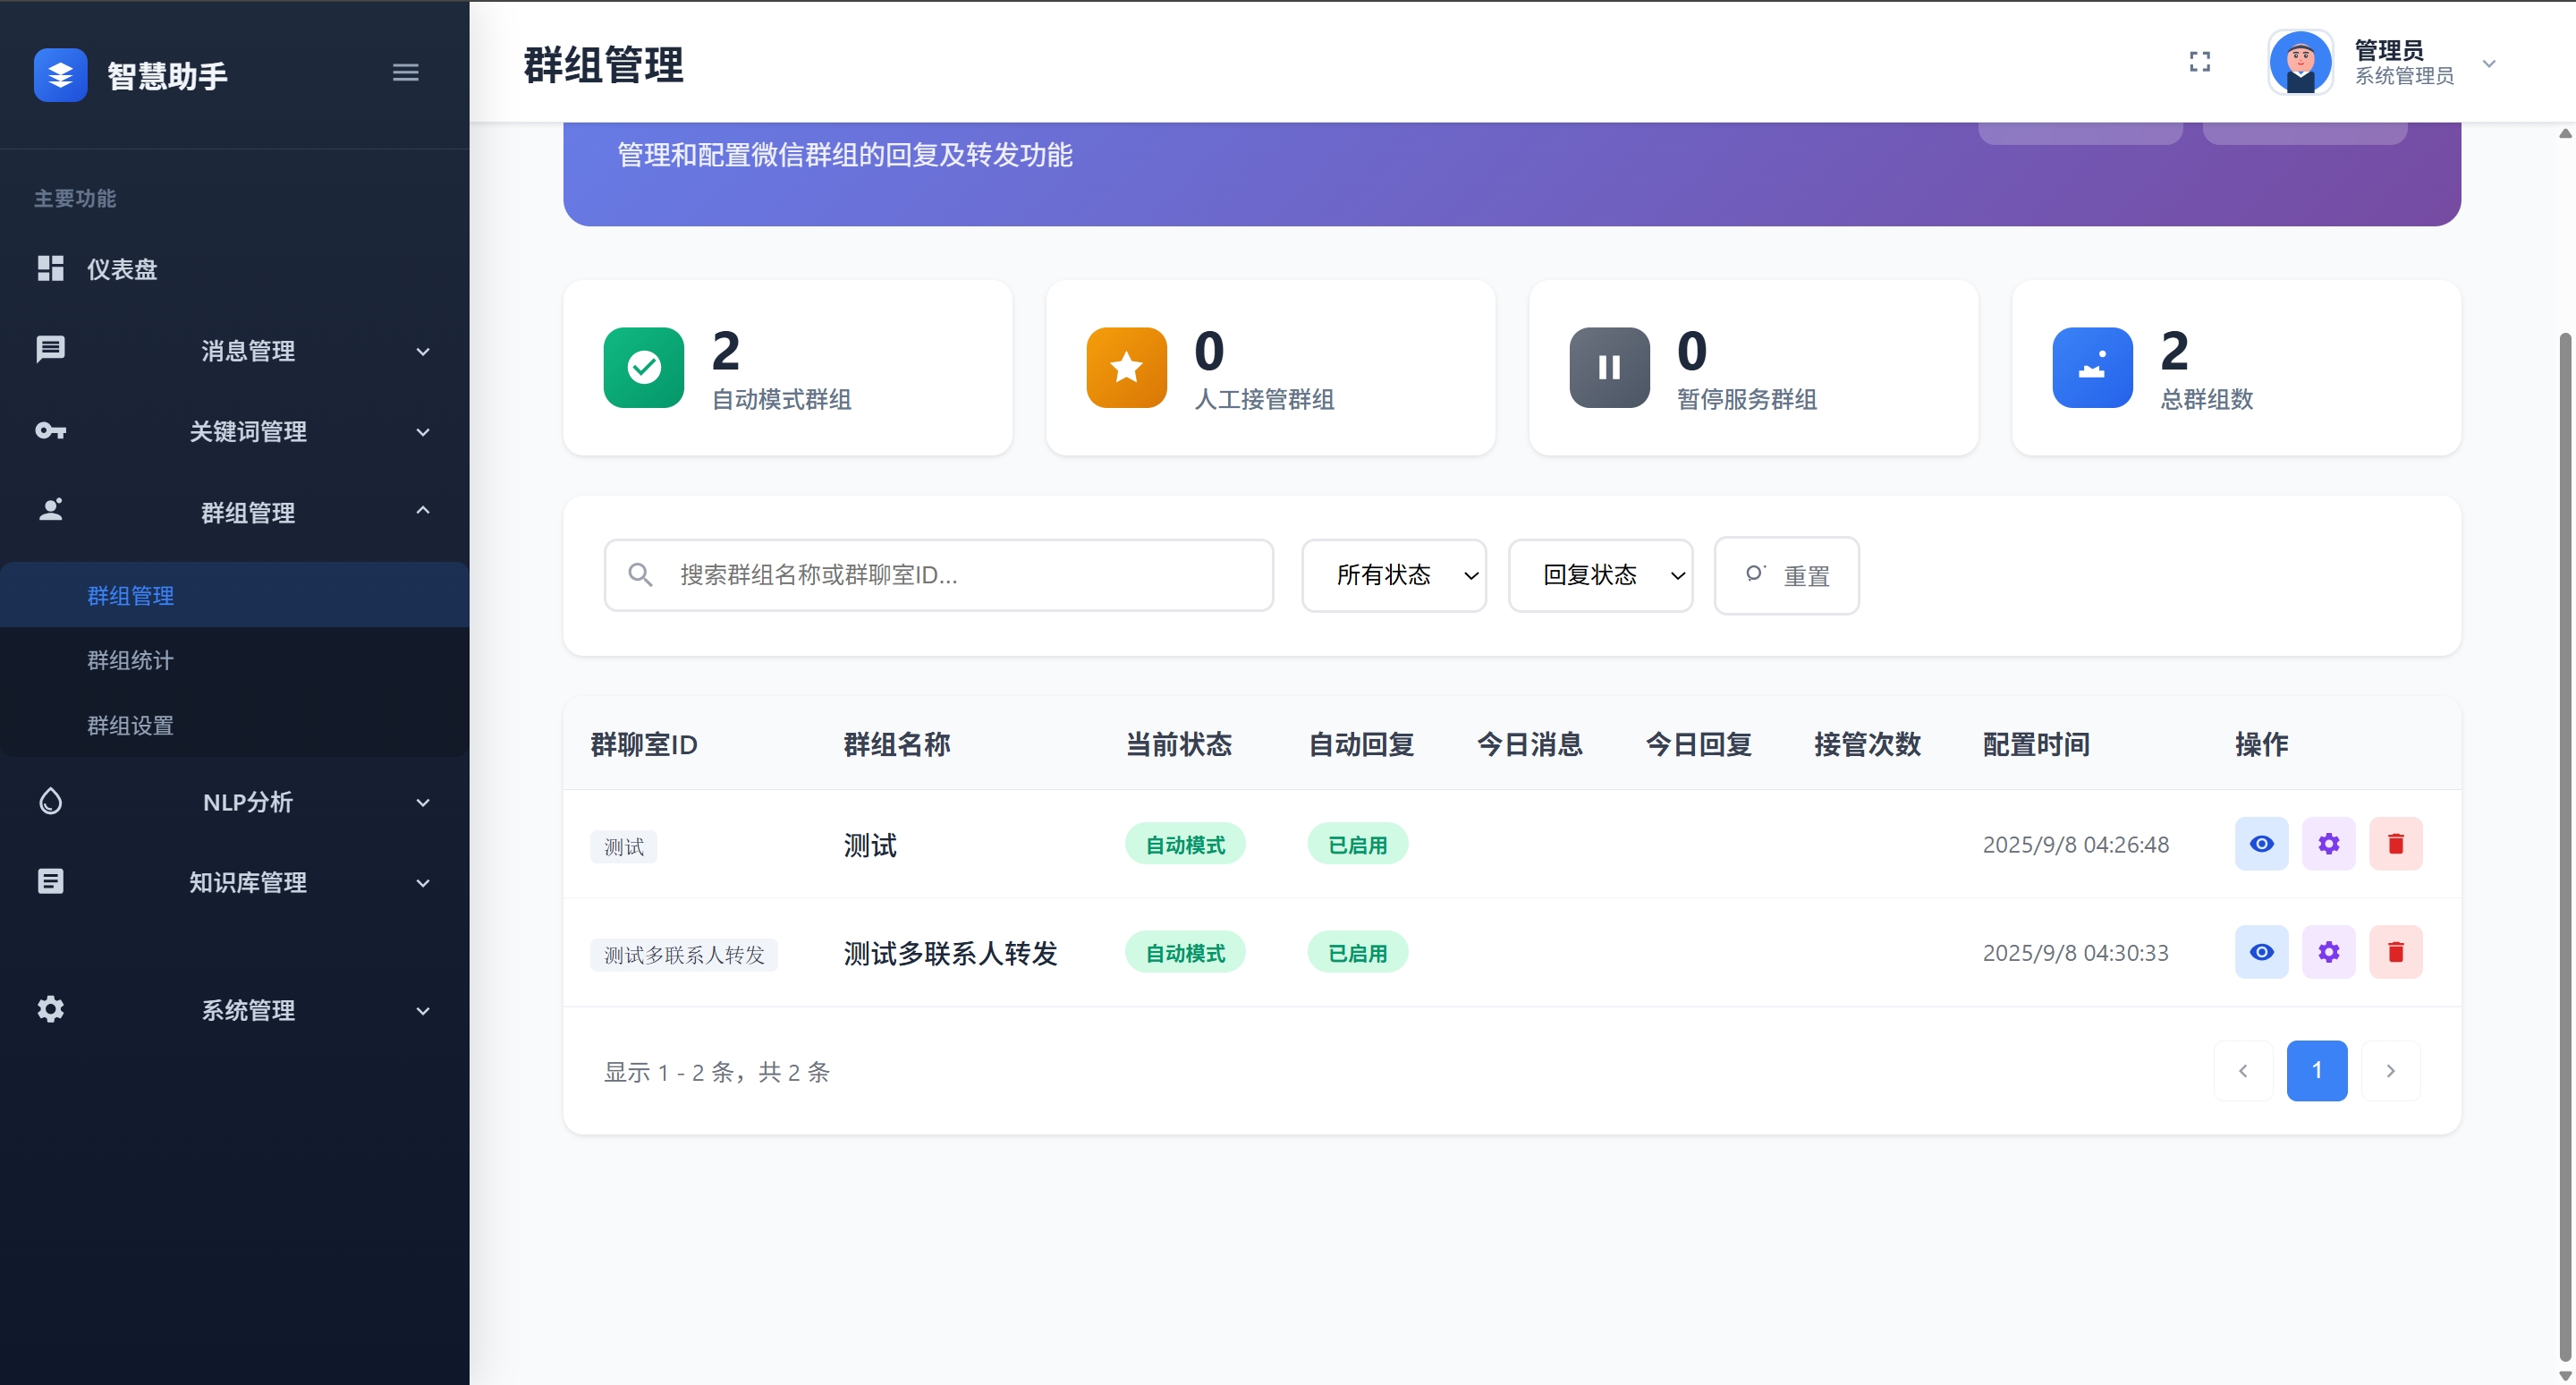 智慧助手
主要功能
仪表盘
消息管理
关键词管理
群组管理
群组管理
群组统计
群组设置
NLP分析
知识库管理
系统管理
群组管理
管理员
系统管理员
管理和配置微信群组的回复及转发功能
2
自动模式群组
0
人工接管群组
0
暂停服务群组
2
总群组数
搜索群组名称或群聊室ID...
所有状态
回复状态
重置
群聊室ID 群组名称 当前状态 自动回复 今日消息 今日回复 接管次数 配置时间 操作
测试 测试 自动模式 已启用 2025/9/8 04:26:48
测试多联系人转发 测试多联系人转发 自动模式 已启用 2025/9/8 04:30:33
显示 1 - 2 条，共 2 条
1